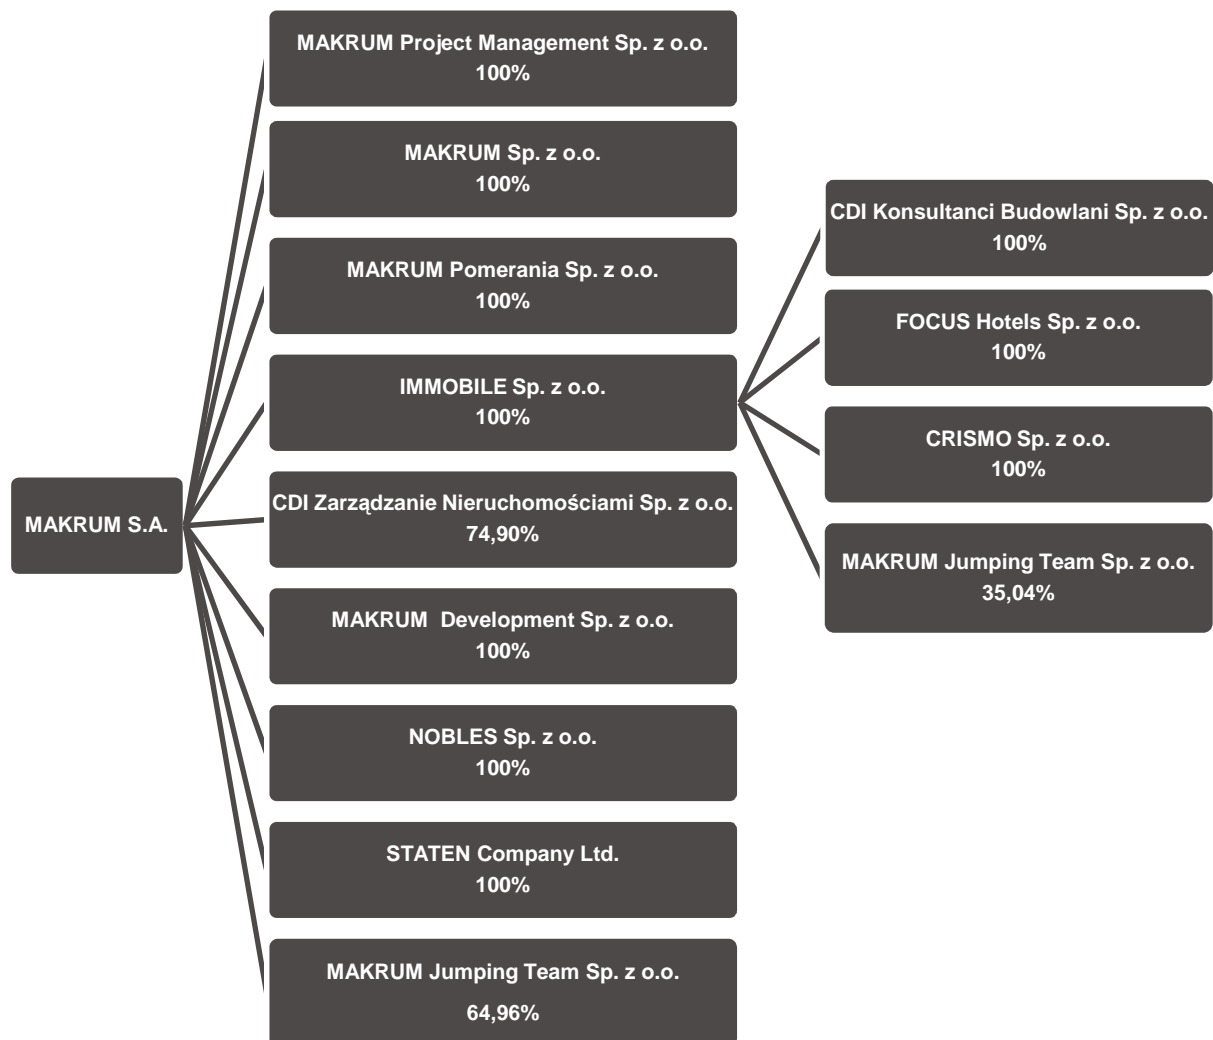 MAKRUM S.A.
MAKRUM Project Management Sp. z o.o.
100%
MAKRUM Sp. z o.o.
100%
MAKRUM Pomerania Sp. z o.o.
100%
IMMOBILE Sp. z o.o.
100%
CDI Zarządzanie Nieruchomościami Sp. z o.o.
74,90%
MAKRUM  Development Sp. z o.o.
100%
NOBLES Sp. z o.o.
100%
STATEN Company Ltd.
100%
MAKRUM Jumping Team Sp. z o.o.
64,96%
CDI Konsultanci Budowlani Sp. z o.o.
100%
FOCUS Hotels Sp. z o.o.
100%
CRISMO Sp. z o.o.
100%
MAKRUM Jumping Team Sp. z o.o.
35,04%